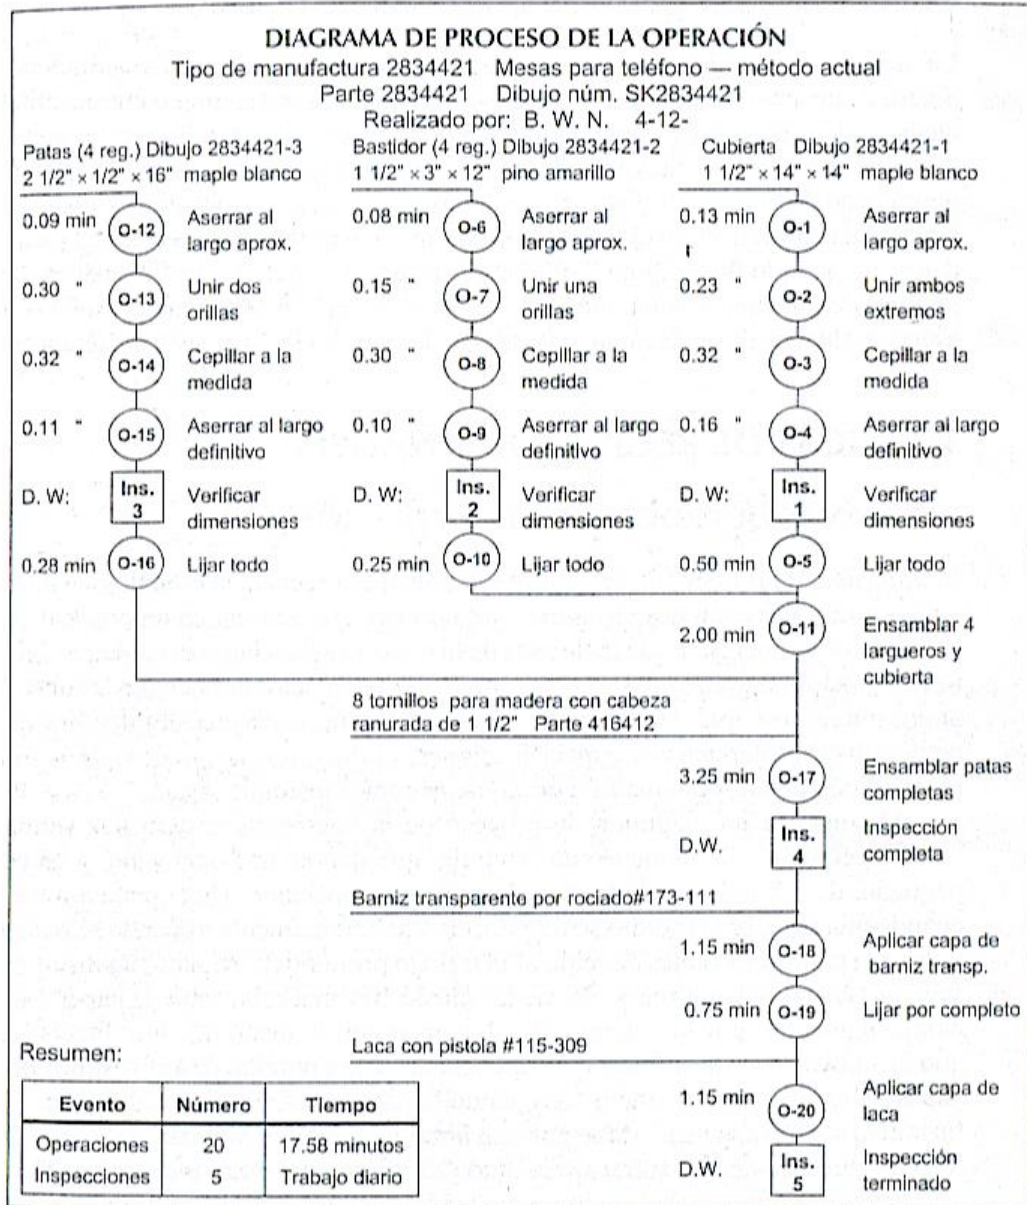 DIAGRAMA DE PROCESO DE LA OPERACIÓN
Tipo de manufactura 2834421 Mesas para teléfono — método actual
Parte 2834421 Dibujo núm. SK2834421
Realizado por: B. W. N. 4-12-
Patas (4 reg.) Dibujo 2834421-3
2 1/2" × 1/2" × 16" maple blanco
0.09 min O-12 Aserrar al
largo aprox.
0.30 " O-13 Unir dos
orillas
0.32 " O-14 Cepillar a la
medida
0.11 " O-15 Aserrar al largo
definitivo
D. W: Ins.
3 Verificar
dimensiones
0.28 min O-16 Lijar todo
Bastidor (4 reg.) Dibujo 2834421-2
1 1/2" × 3" × 12" pino amarillo
0.08 min O-6 Aserrar al
largo aprox.
0.15 " O-7 Unir una
orillas
0.30 " O-8 Cepillar a la
medida
0.10 " O-9 Aserrar al largo
definitivo
D. W: Ins.
2 Verificar
dimensiones
0.25 min O-10 Lijar todo
Cubierta Dibujo 2834421-1
1 1/2" × 14" × 14" maple blanco
0.13 min O-1 Aserrar al
largo aprox.
0.23 " O-2 Unir ambos
extremos
0.32 " O-3 Cepillar a la
medida
0.16 " O-4 Aserrar al largo
definitivo
D. W: Ins.
1 Verificar
dimensiones
0.50 min O-5 Lijar todo
2.00 min O-11 Ensamblar 4
largueros y
cubierta
8 tornillos para madera con cabeza
ranurada de 1 1/2" Parte 416412
3.25 min O-17 Ensamblar patas
completas
D.W. Ins.
4 Inspección
completa
Barniz transparente por rociado#173-111
1.15 min O-18 Aplicar capa de
barniz transp.
0.75 min O-19 Lijar por completo
Laca con pistola #115-309
1.15 min O-20 Aplicar capa de
laca
D.W. Ins.
5 Inspección
terminado
Resumen:
Evento Número Tiempo
Operaciones 20 17.58 minutos
Inspecciones 5 Trabajo diario